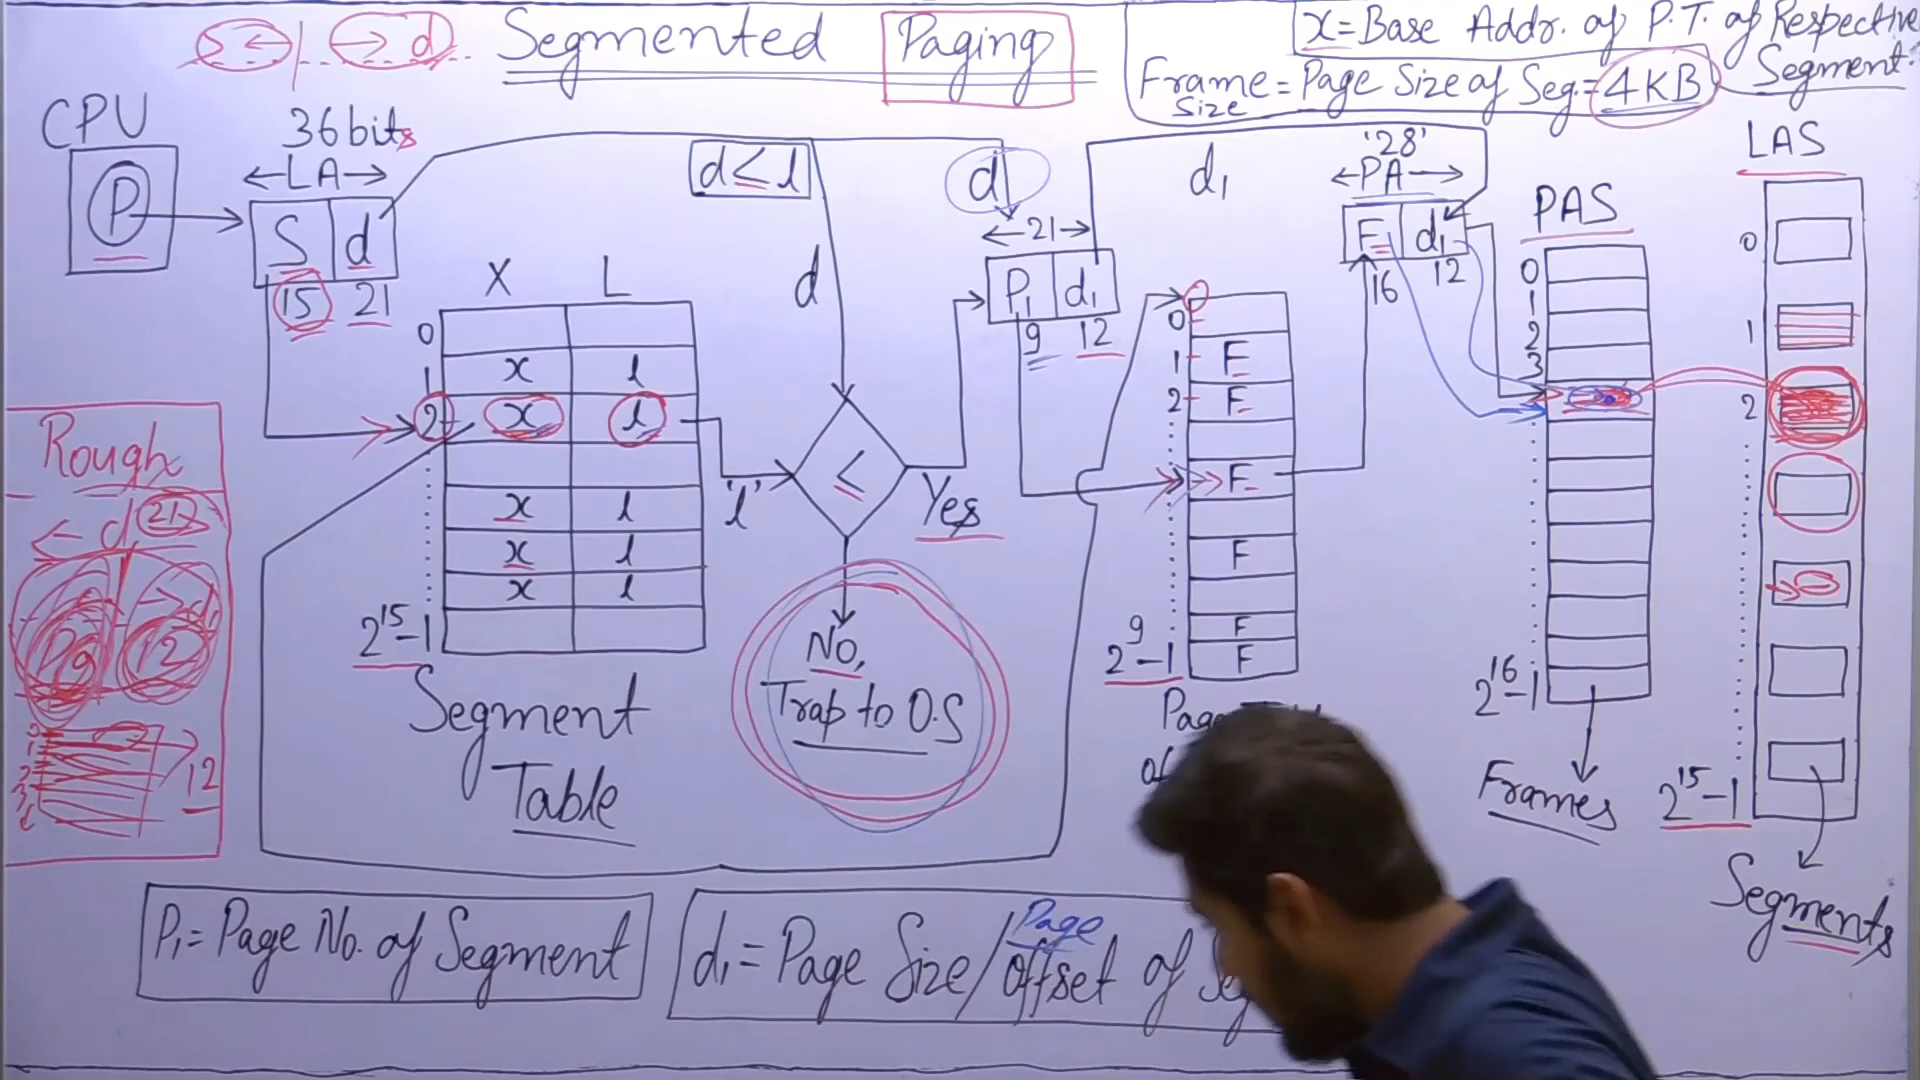 S ← | → d
Segmented Paging
x = Base Addr. of P.T. of Respective Segment.
Frame Size = Page Size of Seg. = 4KB
CPU
P
36 bits
← LA →
S d
15 21
X L
0
1 x l
2 x l
x l
x l
x l
2^15-1
Segment Table
d ≤ l
d
'l'
≤
Yes
No,
Trap to O.S
d
← 21 →
P1 d1
9 12
d1
0
1 F
2 F
F
F
F
F
2^9-1
of
'28'
← PA →
F d1
16 12
PAS
0
1
2
3
2^16-1
Frames
LAS
0
1
2
2^15-1
Segments
Rough
← d 21 →
9 12
12
P1 = Page No. of Segment
d1 = Page Size / Page Offset of